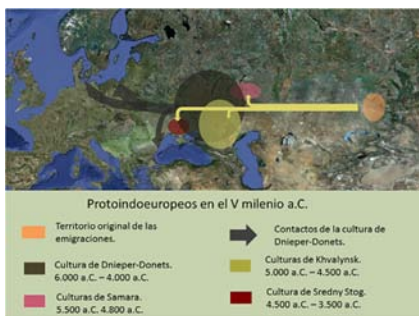 Protoindoeuropeos en el V milenio a.C.
Territorio original de las
emigraciones.
Contactos de la cultura de
Dnieper-Donets.
Cultura de Dnieper-Donets.
6.000 a.C. – 4.000 a.C.
Culturas de Khvalynsk.
5.000 a.C. – 4.500 a.C.
Culturas de Samara.
5.500 a.C. 4.800 a.C.
Cultura de Sredny Stog.
4.500 a.C. – 3.500 a.C.